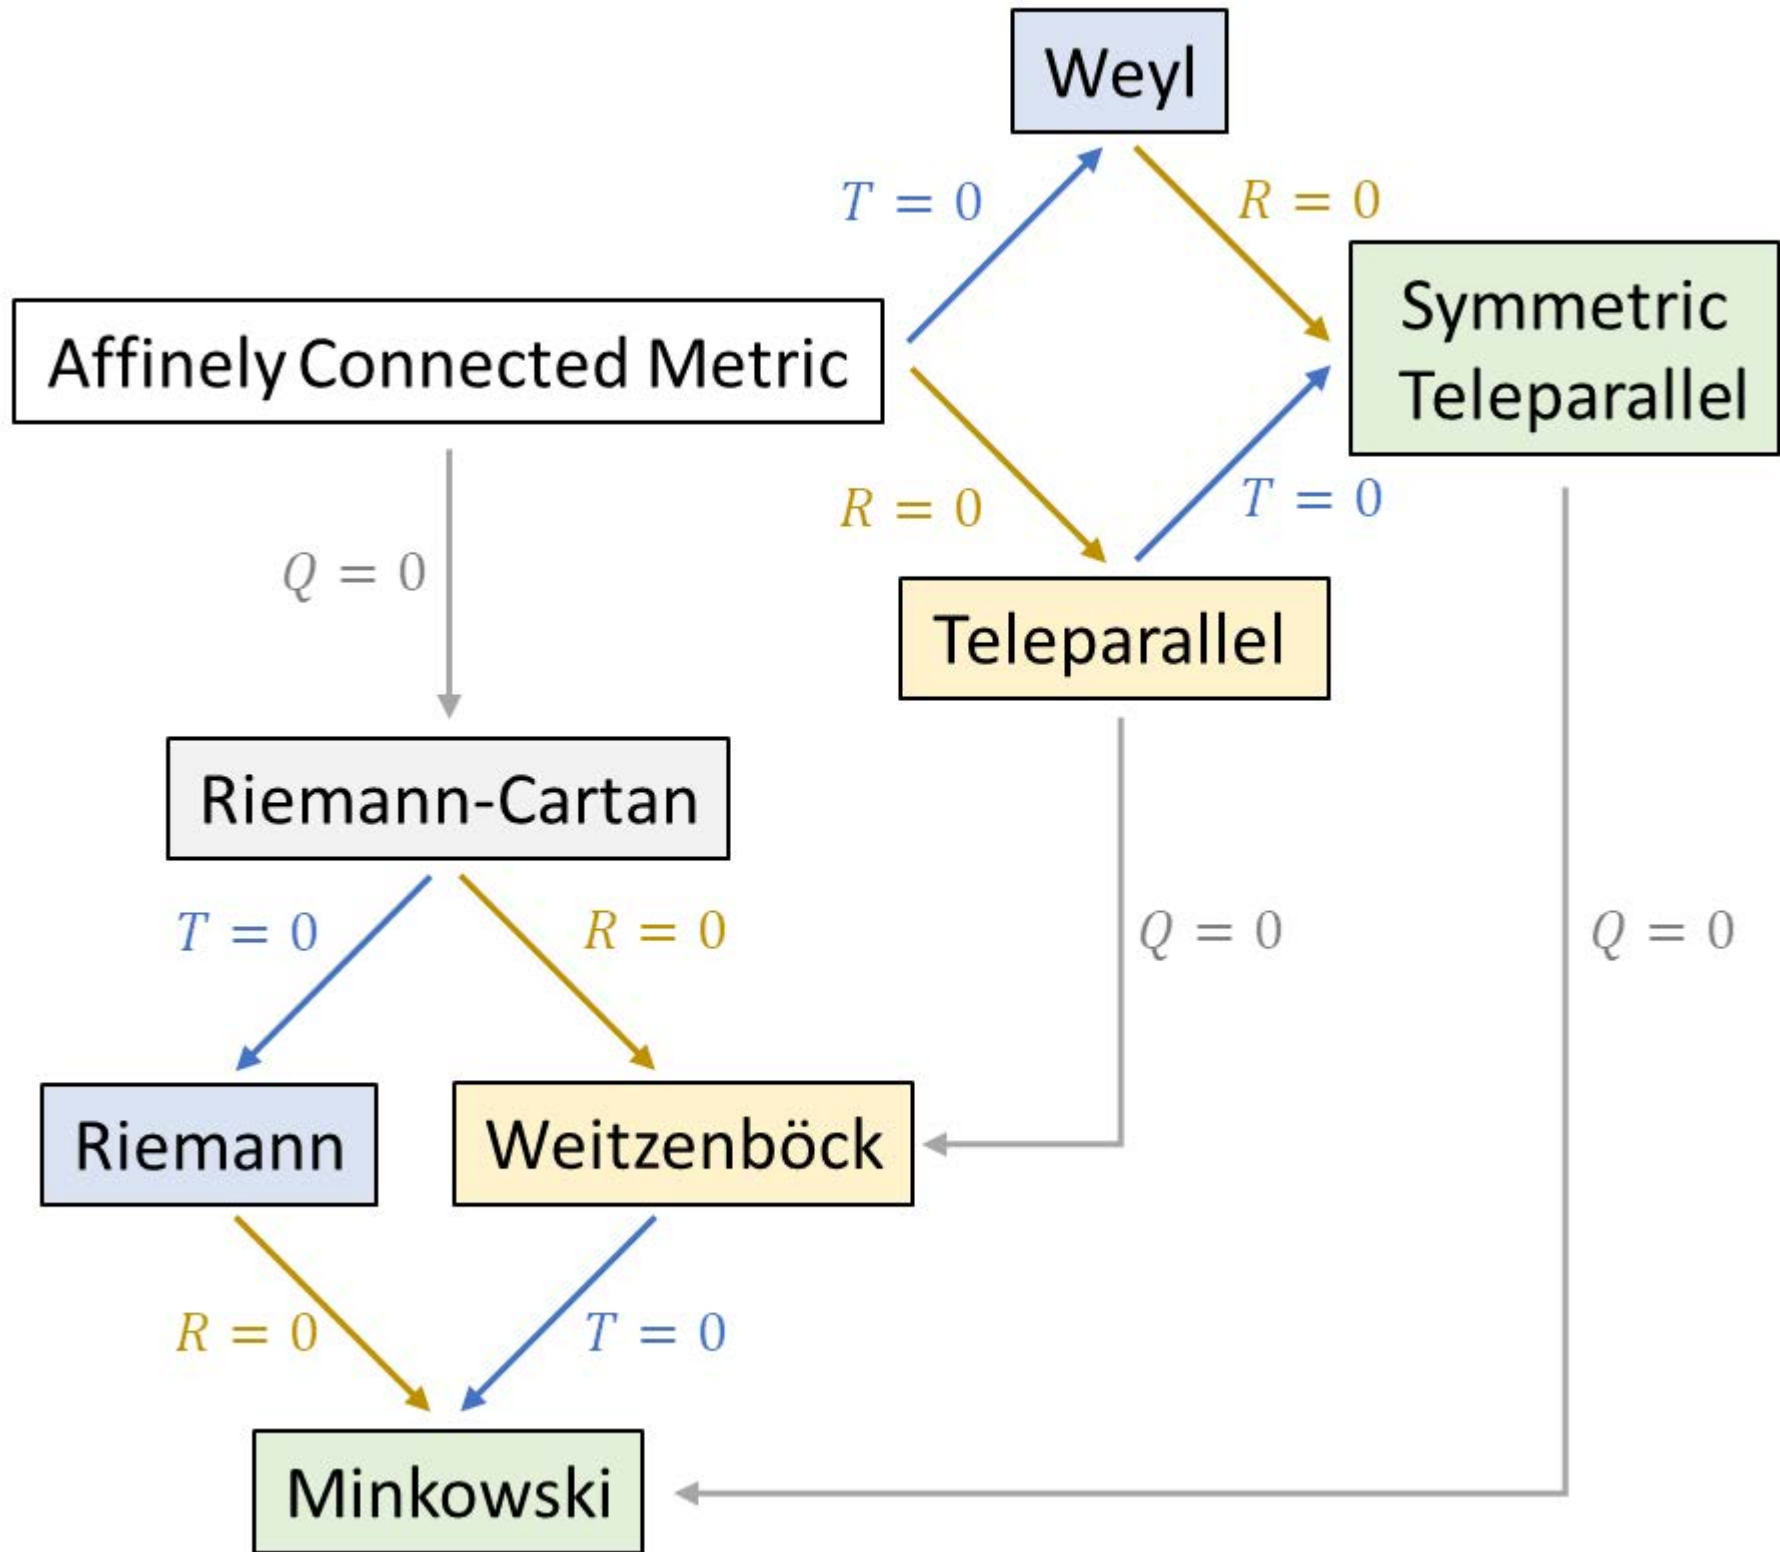 Weyl
T = 0
R = 0
Affinely Connected Metric
Symmetric
Teleparallel
R = 0
T = 0
Q = 0
Teleparallel
Riemann-Cartan
T = 0
R = 0
Q = 0
Q = 0
Riemann
Weitzenböck
R = 0
T = 0
Minkowski